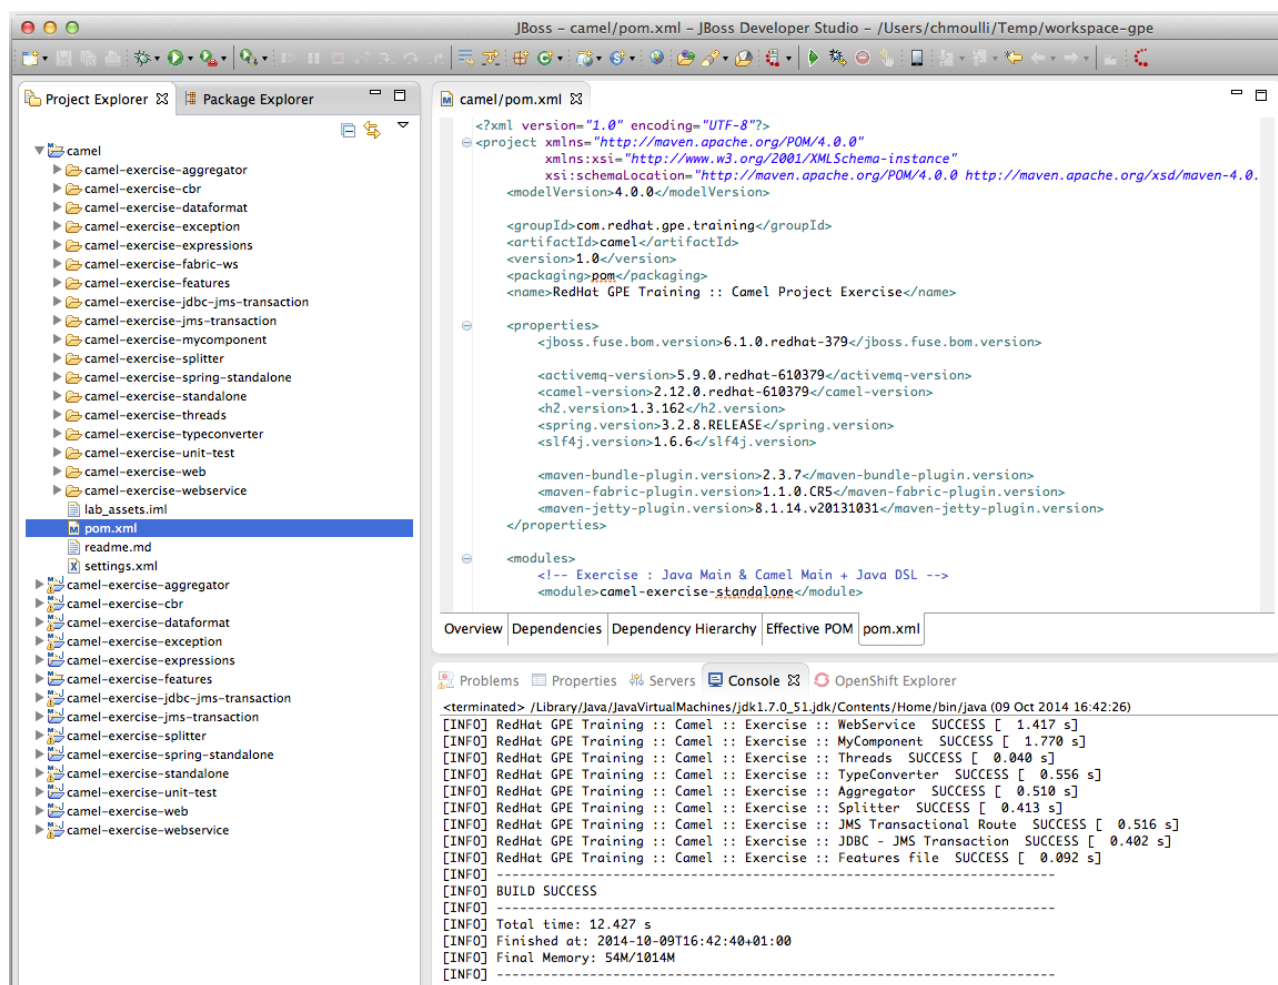 JBoss - camel/pom.xml - JBoss Developer Studio - /Users/chmoulli/Temp/workspace-gpe
Project Explorer
Package Explorer
camel
camel-exercise-aggregator
camel-exercise-cbr
camel-exercise-dataformat
camel-exercise-exception
camel-exercise-expressions
camel-exercise-fabric-ws
camel-exercise-features
camel-exercise-jdbc-jms-transaction
camel-exercise-jms-transaction
camel-exercise-mycomponent
camel-exercise-splitter
camel-exercise-spring-standalone
camel-exercise-standalone
camel-exercise-threads
camel-exercise-typeconverter
camel-exercise-unit-test
camel-exercise-web
camel-exercise-webservice
lab_assets.iml
pom.xml
readme.md
settings.xml
camel-exercise-aggregator
camel-exercise-cbr
camel-exercise-dataformat
camel-exercise-exception
camel-exercise-expressions
camel-exercise-features
camel-exercise-jdbc-jms-transaction
camel-exercise-jms-transaction
camel-exercise-splitter
camel-exercise-spring-standalone
camel-exercise-standalone
camel-exercise-unit-test
camel-exercise-web
camel-exercise-webservice
camel/pom.xml
<?xml version="1.0" encoding="UTF-8"?>
<project xmlns="http://maven.apache.org/POM/4.0.0"
xmlns:xsi="http://www.w3.org/2001/XMLSchema-instance"
xsi:schemaLocation="http://maven.apache.org/POM/4.0.0 http://maven.apache.org/xsd/maven-4.0.
<modelVersion>4.0.0</modelVersion>
<groupId>com.redhat.gpe.training</groupId>
<artifactId>camel</artifactId>
<version>1.0</version>
<packaging>pom</packaging>
<name>RedHat GPE Training :: Camel Project Exercise</name>
<properties>
<jboss.fuse.bom.version>6.1.0.redhat-379</jboss.fuse.bom.version>
<activemq-version>5.9.0.redhat-610379</activemq-version>
<camel-version>2.12.0.redhat-610379</camel-version>
<h2.version>1.3.162</h2.version>
<spring.version>3.2.8.RELEASE</spring.version>
<slf4j.version>1.6.6</slf4j.version>
<maven-bundle-plugin.version>2.3.7</maven-bundle-plugin.version>
<maven-fabric-plugin.version>1.1.0.CR5</maven-fabric-plugin.version>
<maven-jetty-plugin.version>8.1.14.v20131031</maven-jetty-plugin.version>
</properties>
<modules>
<!-- Exercise : Java Main & Camel Main + Java DSL -->
<module>camel-exercise-standalone</module>
Overview Dependencies Dependency Hierarchy Effective POM pom.xml
Problems Properties Servers Console OpenShift Explorer
<terminated> /Library/Java/JavaVirtualMachines/jdk1.7.0_51.jdk/Contents/Home/bin/java (09 Oct 2014 16:42:26)
[INFO] RedHat GPE Training :: Camel :: Exercise :: WebService SUCCESS [ 1.417 s]
[INFO] RedHat GPE Training :: Camel :: Exercise :: MyComponent SUCCESS [ 1.770 s]
[INFO] RedHat GPE Training :: Camel :: Exercise :: Threads SUCCESS [ 0.040 s]
[INFO] RedHat GPE Training :: Camel :: Exercise :: TypeConverter SUCCESS [ 0.556 s]
[INFO] RedHat GPE Training :: Camel :: Exercise :: Aggregator SUCCESS [ 0.510 s]
[INFO] RedHat GPE Training :: Camel :: Exercise :: Splitter SUCCESS [ 0.413 s]
[INFO] RedHat GPE Training :: Camel :: Exercise :: JMS Transactional Route SUCCESS [ 0.516 s]
[INFO] RedHat GPE Training :: Camel :: Exercise :: JDBC - JMS Transaction SUCCESS [ 0.402 s]
[INFO] RedHat GPE Training :: Camel :: Exercise :: Features file SUCCESS [ 0.092 s]
[INFO] ------------------------------------------------------------------------
[INFO] BUILD SUCCESS
[INFO] ------------------------------------------------------------------------
[INFO] Total time: 12.427 s
[INFO] Finished at: 2014-10-09T16:42:40+01:00
[INFO] Final Memory: 54M/1014M
[INFO] ------------------------------------------------------------------------